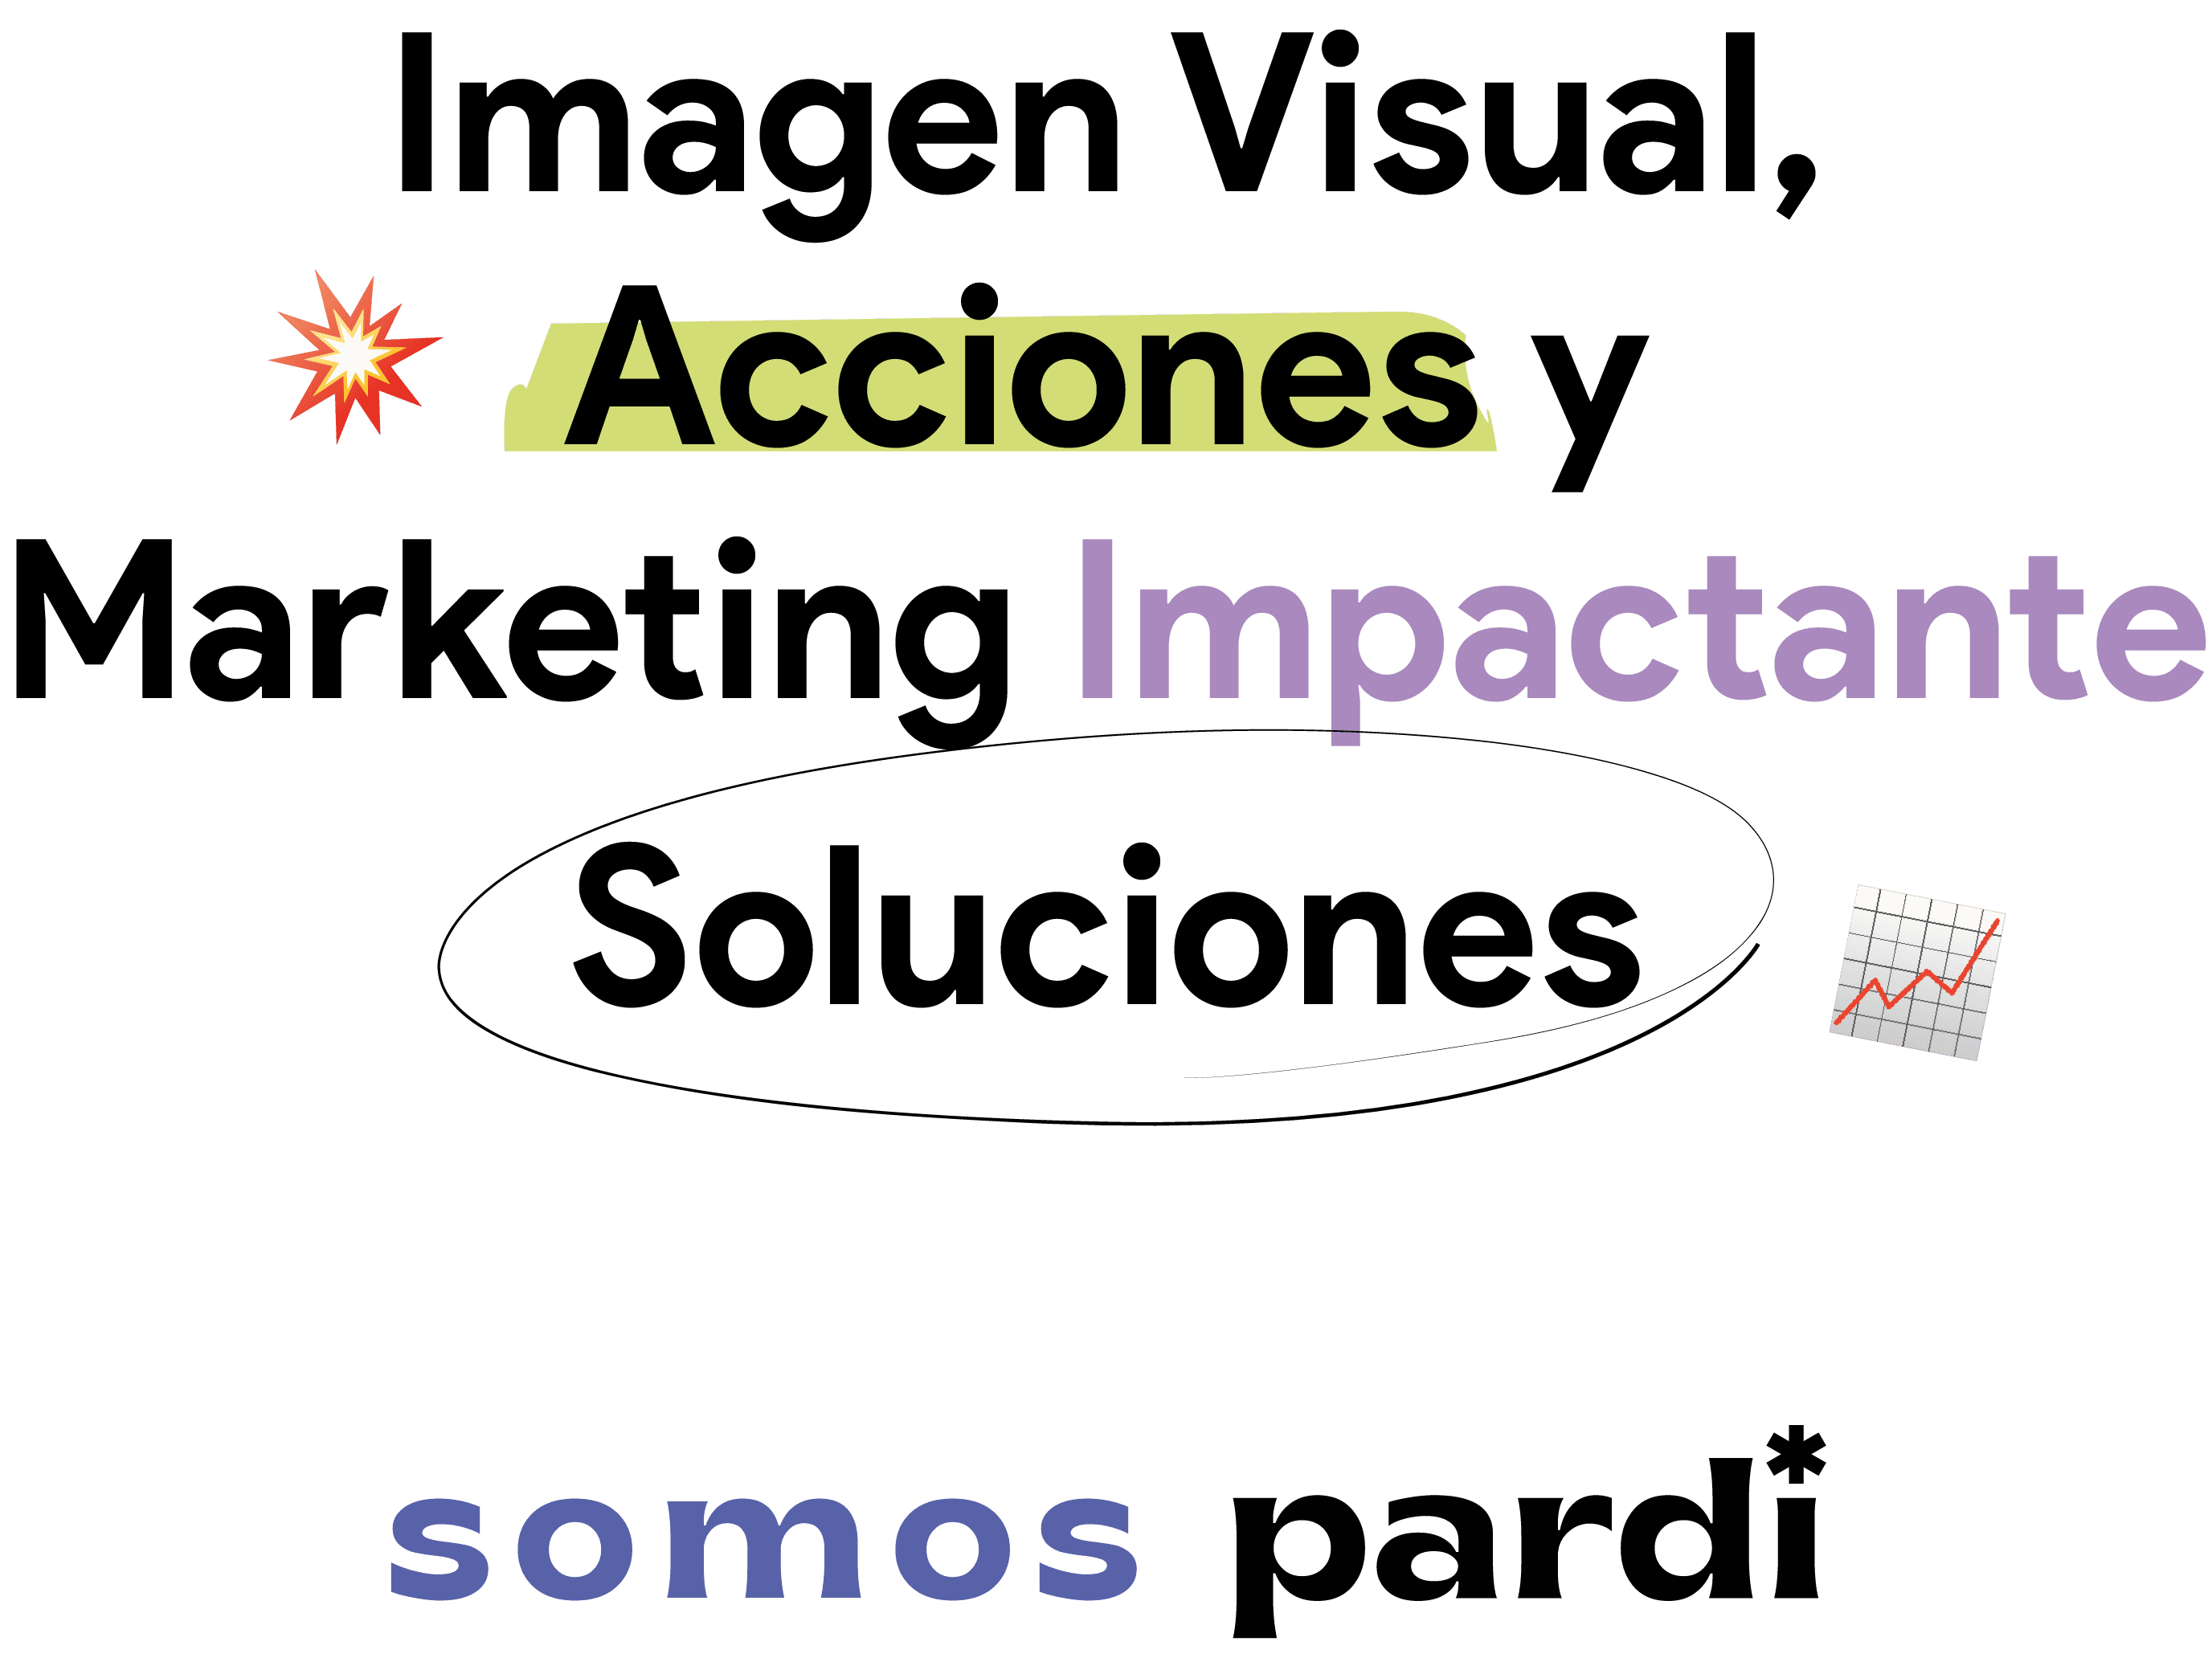 Imagen Visual,
Acciones y
Marketing Impactante
Soluciones
somos pardi